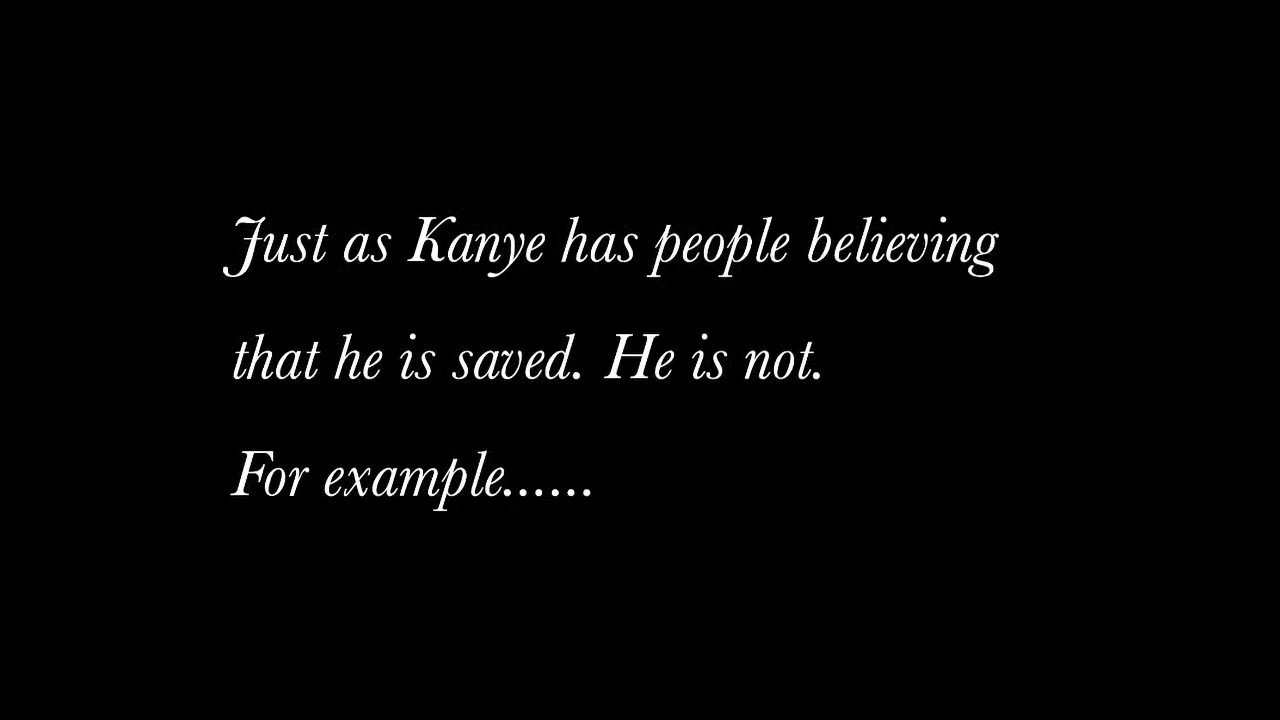 Just as Kanye has people believing
that he is saved. He is not.
For example......